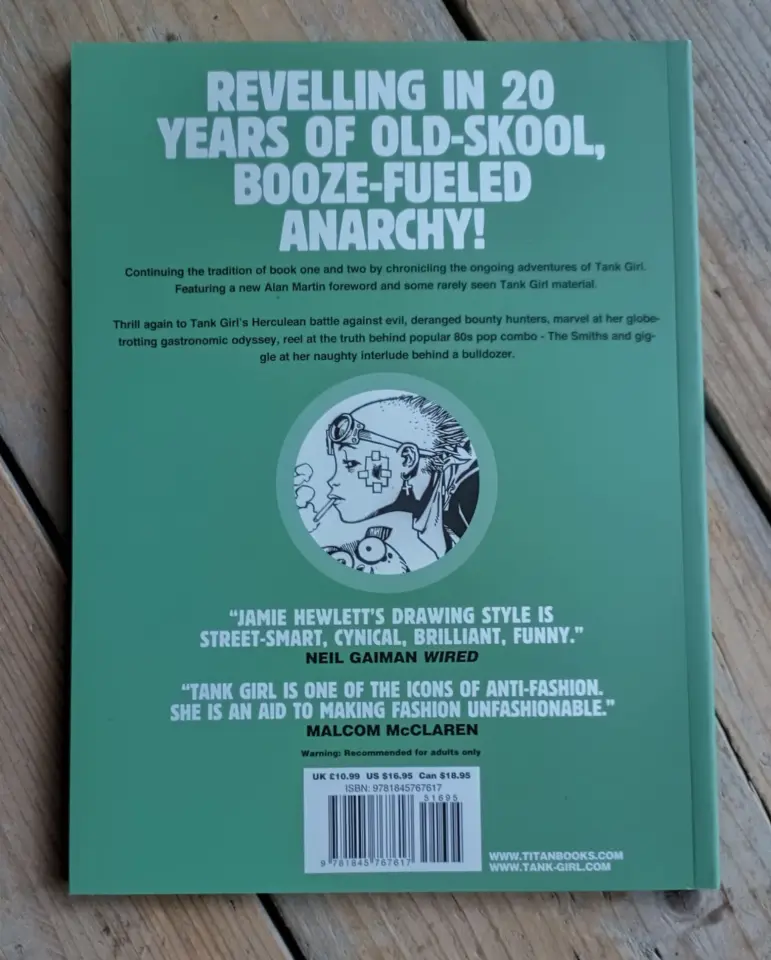 REVELLING IN 20
YEARS OF OLD-SKOOL,
BOOZE-FUELED
ANARCHY!
Continuing the tradition of book one and two by chronicling the ongoing adventures of Tank Girl.
Featuring a new Alan Martin foreword and some rarely seen Tank Girl material.
Thrill again to Tank Girl's Herculean battle against evil, deranged bounty hunters, marvel at her globe-
trotting gastronomic odyssey, reel at the truth behind popular 80s pop combo - The Smiths and gig-
gle at her naughty interlude behind a bulldozer.
“JAMIE HEWLETT'S DRAWING STYLE IS
STREET-SMART, CYNICAL, BRILLIANT, FUNNY.”
NEIL GAIMAN WIRED
“TANK GIRL IS ONE OF THE ICONS OF ANTI-FASHION.
SHE IS AN AID TO MAKING FASHION UNFASHIONABLE.”
MALCOM McCLAREN
Warning: Recommended for adults only
UK £10.99 US $16.95 Can $18.95
ISBN: 9781845767617
51695
9 781845 767617
WWW.TITANBOOKS.COM
WWW.TANK-GIRL.COM